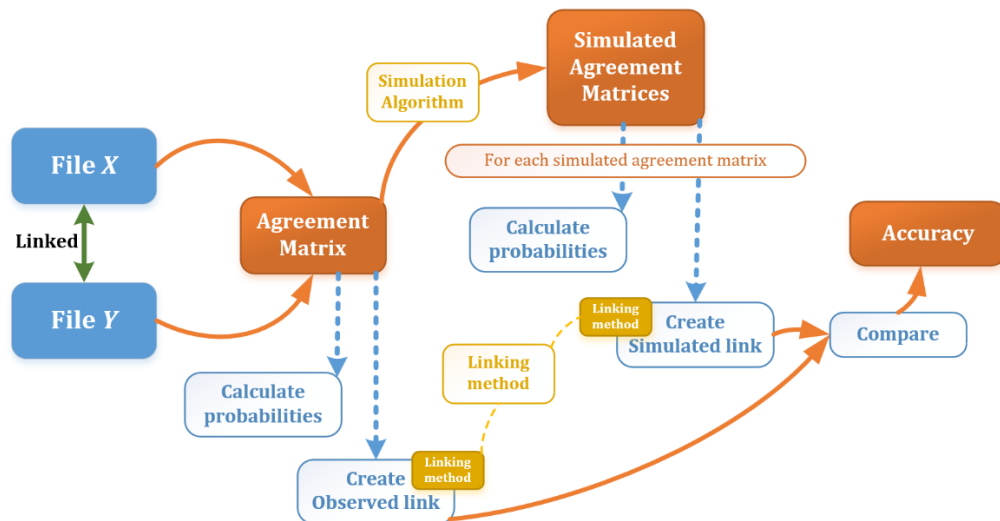 Simulated
Agreement
Matrices
Simulation
Algorithm
For each simulated agreement matrix
File X
Linked
File Y
Agreement
Matrix
Calculate
probabilities
Accuracy
Linking
method
Create
Simulated link
Compare
Linking
method
Calculate
probabilities
Linking
method
Create
Observed link